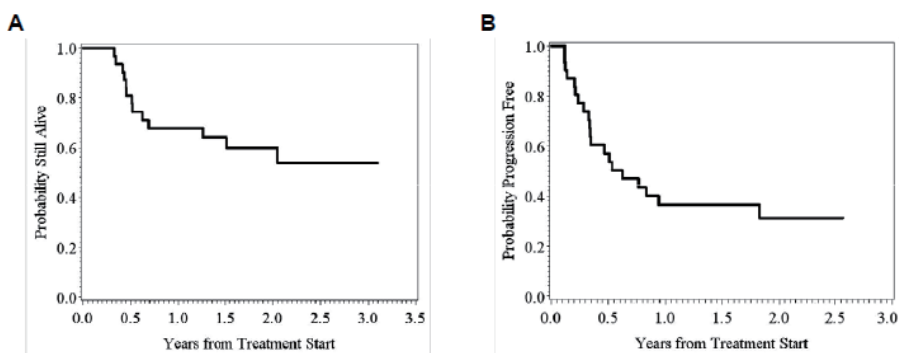 A
B
1.0
0.8
0.6
0.4
0.2
0.0
Probability Still Alive
0.0 0.5 1.0 1.5 2.0 2.5 3.0 3.5
Years from Treatment Start
1.0
0.8
0.6
0.4
0.2
0.0
Probability Progression Free
0.0 0.5 1.0 1.5 2.0 2.5 3.0
Years from Treatment Start